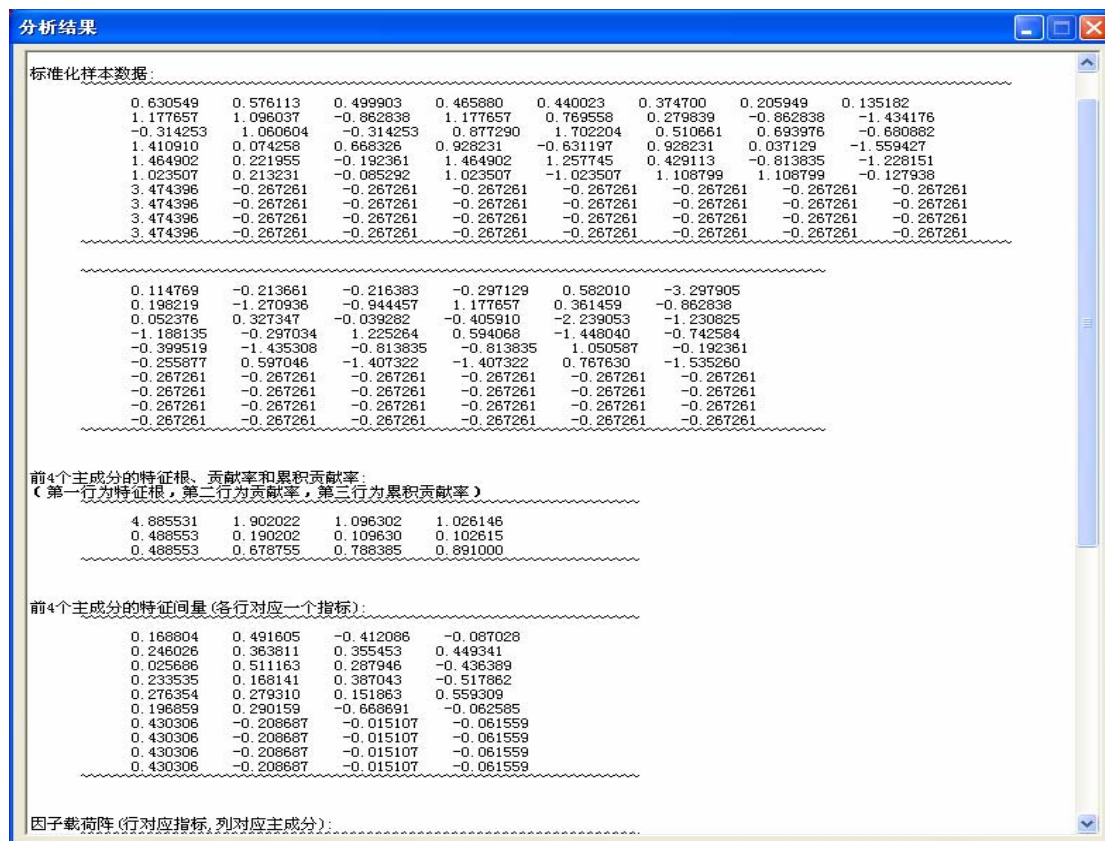 分析结果
标准化样本数据:
0.630549 0.576113 0.499903 0.465880 0.440023 0.374700 0.205949 0.135182
1.177657 1.096037 -0.862838 1.177657 0.769558 0.279839 -0.862838 -1.434176
-0.314253 1.060604 -0.314253 0.877290 1.702204 0.510661 0.693976 -0.680882
1.410910 0.074258 0.668326 0.928231 -0.631197 0.928231 0.037129 -1.559427
1.464902 0.221955 -0.192361 1.464902 1.257745 0.429113 -0.813835 -1.228151
1.023507 0.213231 -0.085292 1.023507 -1.023507 1.108799 1.108799 -0.127938
3.474396 -0.267261 -0.267261 -0.267261 -0.267261 -0.267261 -0.267261 -0.267261
3.474396 -0.267261 -0.267261 -0.267261 -0.267261 -0.267261 -0.267261 -0.267261
3.474396 -0.267261 -0.267261 -0.267261 -0.267261 -0.267261 -0.267261 -0.267261
3.474396 -0.267261 -0.267261 -0.267261 -0.267261 -0.267261 -0.267261 -0.267261
0.114769 -0.213661 -0.216383 -0.297129 0.582010 -3.297905
0.198219 -1.270936 -0.944457 1.177657 0.361459 -0.862838
0.052376 0.327347 -0.039282 -0.405910 -2.239053 -1.230825
-1.188135 -0.297034 1.225264 0.594068 -1.448040 -0.742584
-0.399519 -1.435308 -0.813835 -0.813835 1.050587 -0.192361
-0.255877 0.597046 -1.407322 -1.407322 0.767630 -1.535260
-0.267261 -0.267261 -0.267261 -0.267261 -0.267261 -0.267261
-0.267261 -0.267261 -0.267261 -0.267261 -0.267261 -0.267261
-0.267261 -0.267261 -0.267261 -0.267261 -0.267261 -0.267261
-0.267261 -0.267261 -0.267261 -0.267261 -0.267261 -0.267261
前4个主成分的特征根、贡献率和累积贡献率:
(第一行为特征根,第二行为贡献率,第三行为累积贡献率)
4.885531 1.902022 1.096302 1.026146
0.488553 0.190202 0.109630 0.102615
0.488553 0.678755 0.788385 0.891000
前4个主成分的特征间量(各行对应一个指标):
0.168804 0.491605 -0.412086 -0.087028
0.246026 0.363811 0.355453 0.449341
0.025686 0.511163 0.287946 -0.436389
0.233535 0.168141 0.387043 -0.517862
0.276354 0.279310 0.151863 0.559309
0.196859 0.290159 -0.668691 -0.062585
0.430306 -0.208687 -0.015107 -0.061559
0.430306 -0.208687 -0.015107 -0.061559
0.430306 -0.208687 -0.015107 -0.061559
0.430306 -0.208687 -0.015107 -0.061559
因子载荷阵(行对应指标,列对应主成分):